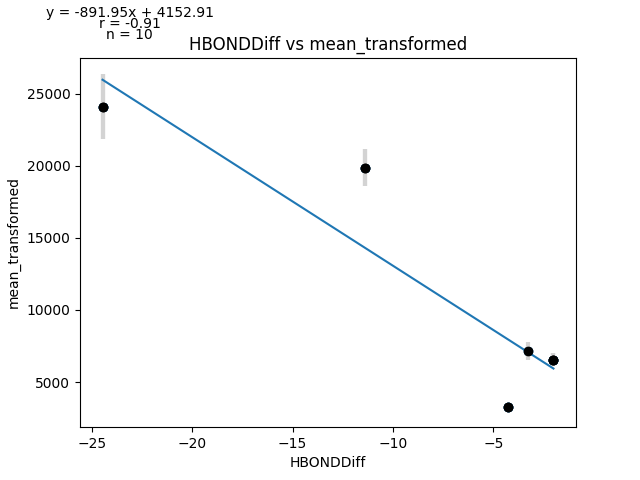 y = -891.95x + 4152.91
r = -0.91
n = 10
HBONDDiff vs mean_transformed
25000
20000
15000
10000
5000
mean_transformed
−25
−20
−15
−10
−5
HBONDDiff